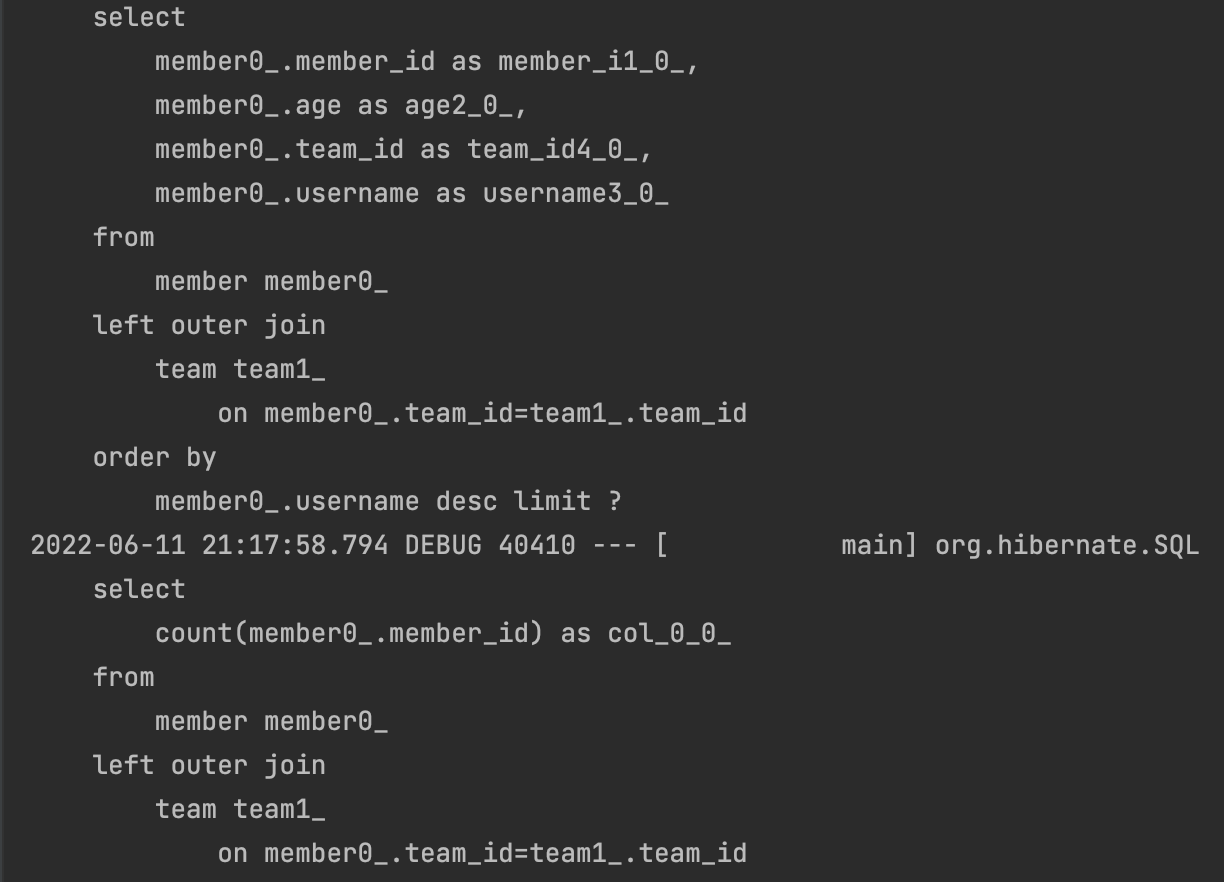 select
member0_.member_id as member_i1_0_,
member0_.age as age2_0_,
member0_.team_id as team_id4_0_,
member0_.username as username3_0_
from
member member0_
left outer join
team team1_
on member0_.team_id=team1_.team_id
order by
member0_.username desc limit ?
2022-06-11 21:17:58.794 DEBUG 40410 --- [           main] org.hibernate.SQL
select
count(member0_.member_id) as col_0_0_
from
member member0_
left outer join
team team1_
on member0_.team_id=team1_.team_id